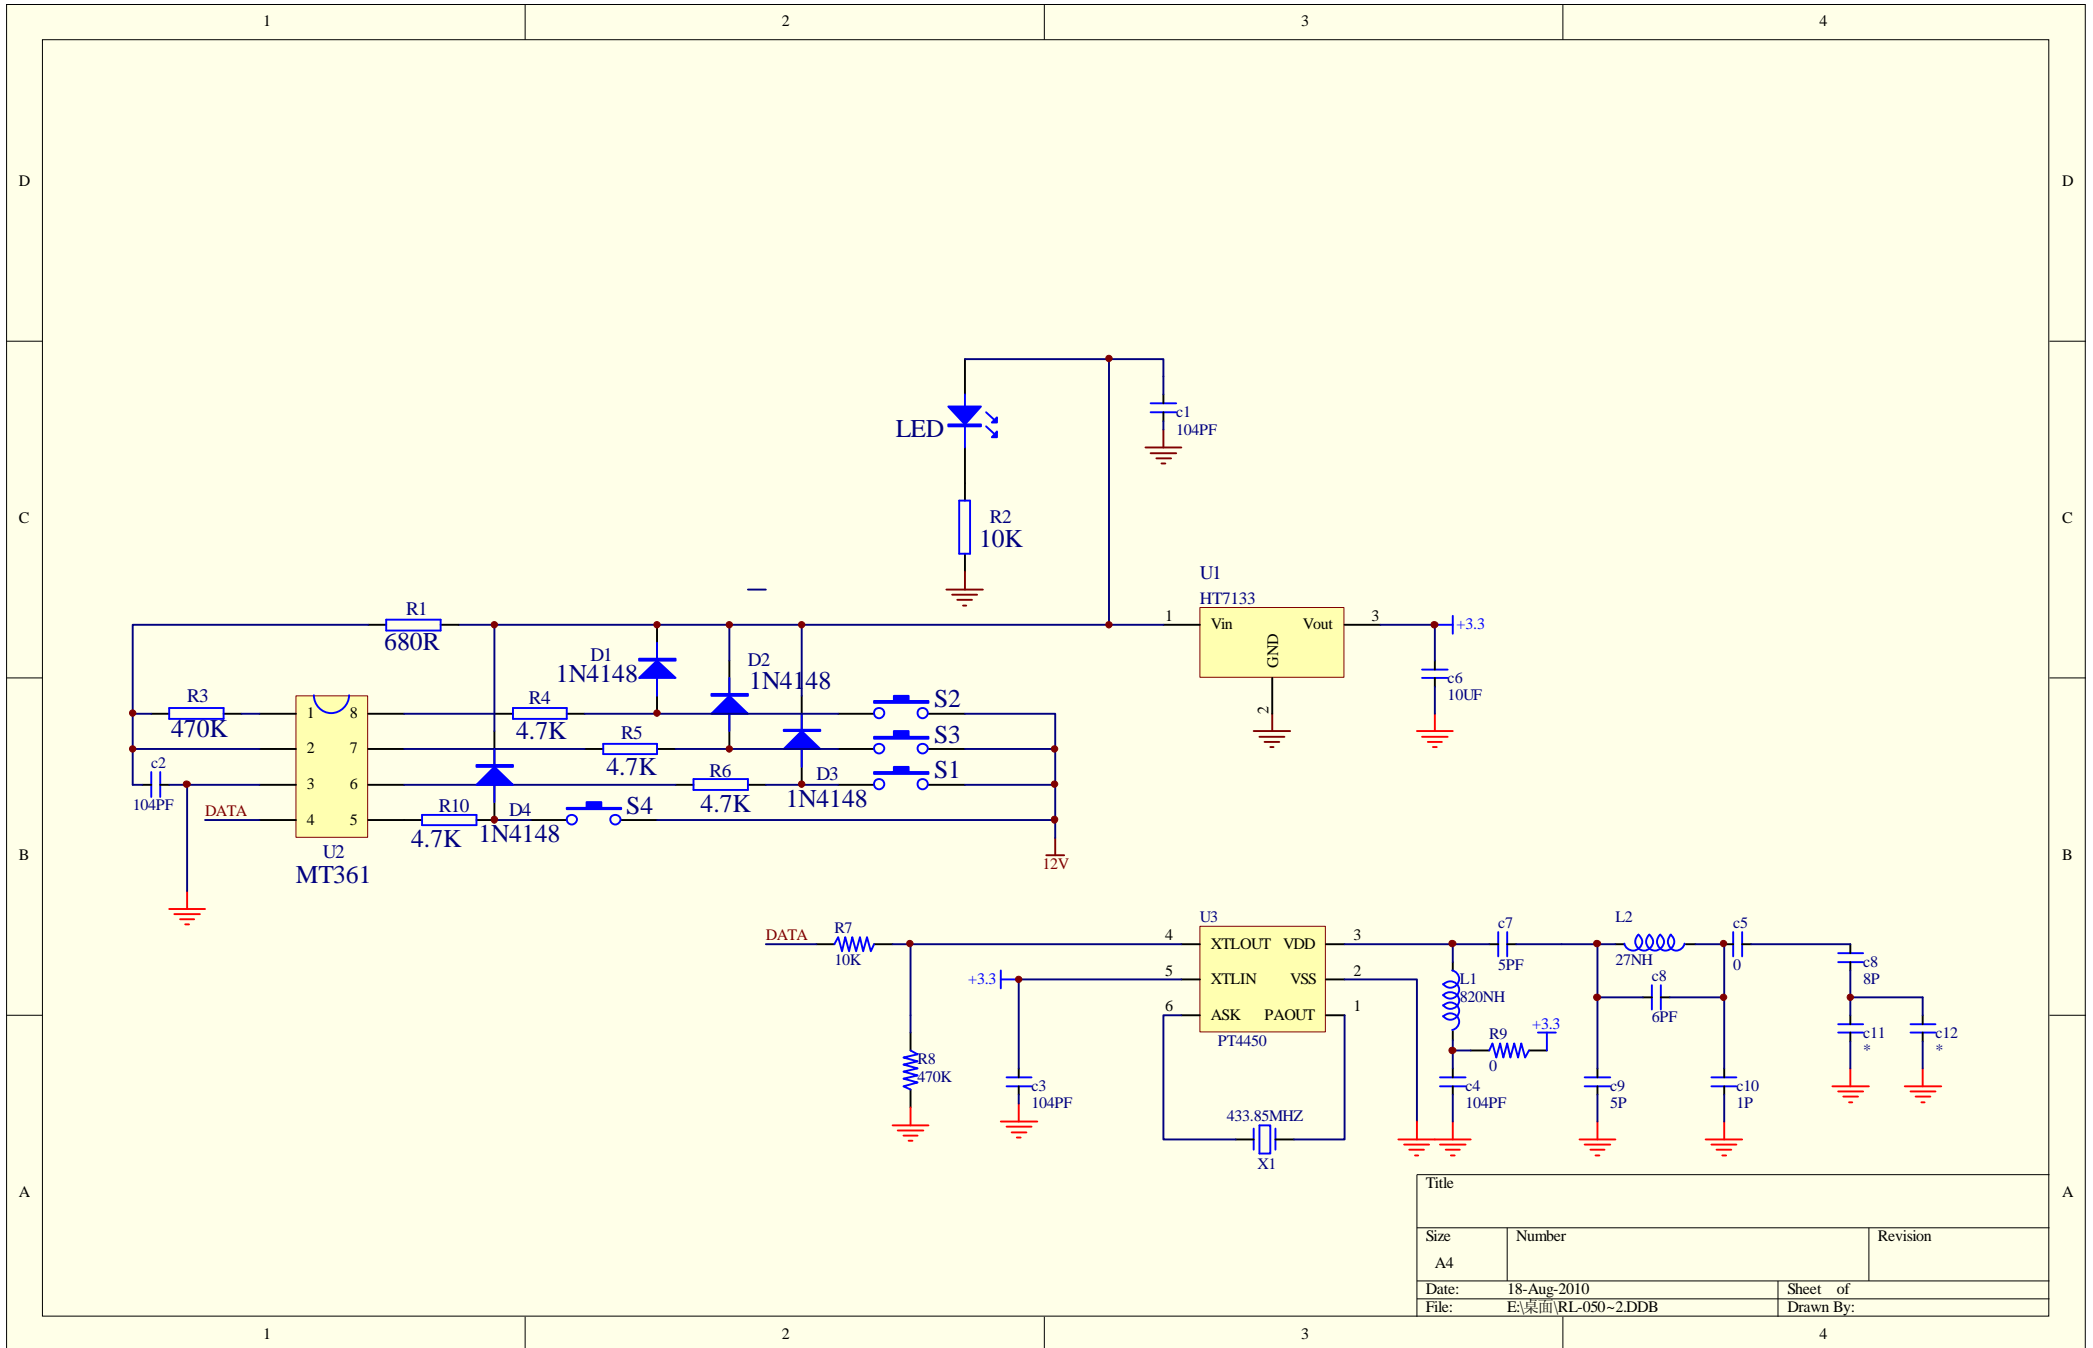 1 2 3 4
D D
C C
B B
A A
LED
c1
104PF
R2
10K
U1
HT7133
1 Vin Vout 3
GND
2
+3.3
c6
10UF
R1
680R
D1
1N4148
D2
1N4148
R3
470K
1 8
2 7
3 6
4 5
R4
4.7K
R5
4.7K
R6
4.7K
S2
S3
S1
D3
1N4148
c2
104PF
DATA
R10
4.7K
D4
1N4148
S4
U2
MT361
12V
DATA
R7
10K
R8
470K
+3.3
c3
104PF
U3
4 XTLOUT VDD 3
5 XTLIN VSS 2
6 ASK PAOUT 1
PT4450
433.85MHZ
X1
c7
5PF
L1
820NH
R9
0
+3.3
c4
104PF
L2
27NH
c8
6PF
c5
0
c9
5P
c10
1P
c8
8P
c11
*
c12
*
Title
Size Number Revision
A4
Date: 18-Aug-2010 Sheet of
File: E:\桌面\RL-050~2.DDB Drawn By:
1 2 3 4